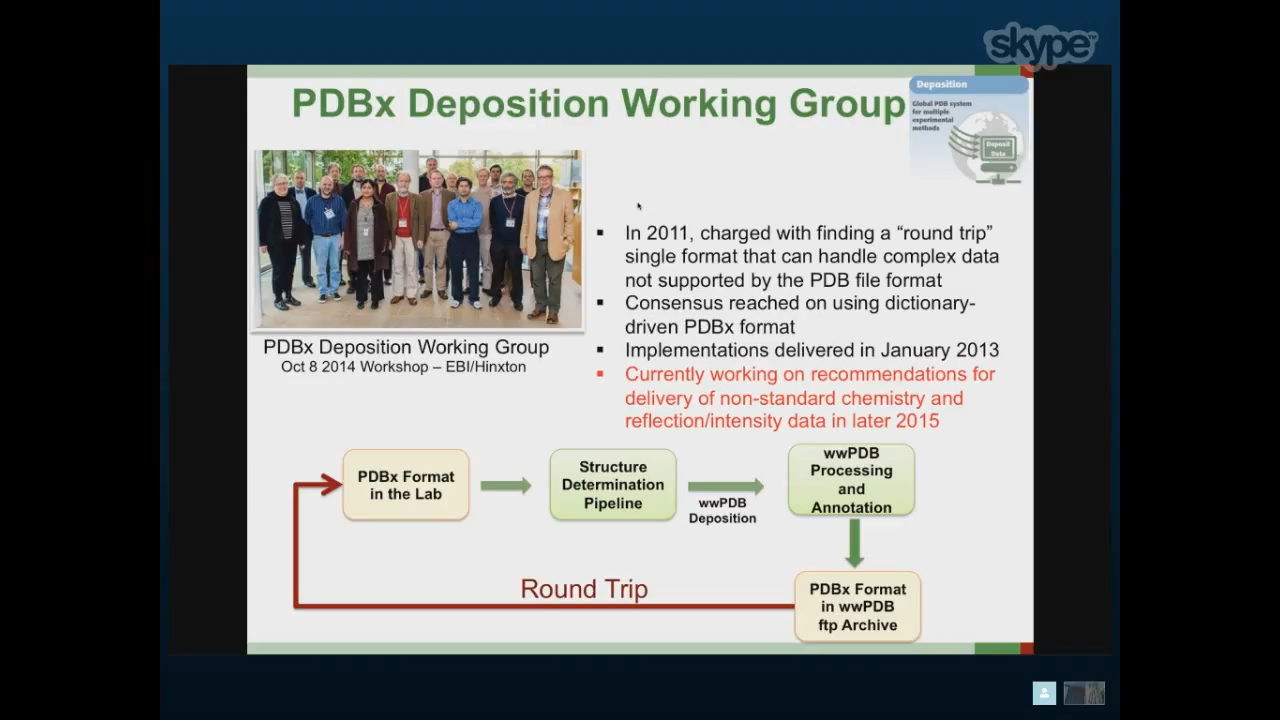 skype™
PDBx Deposition Working Group
Deposition
Global PDB system
for multiple
experimental
methods
Deposit
Data
▪ In 2011, charged with finding a “round trip”
single format that can handle complex data
not supported by the PDB file format
▪ Consensus reached on using dictionary-
driven PDBx format
▪ Implementations delivered in January 2013
▪ Currently working on recommendations for
delivery of non-standard chemistry and
reflection/intensity data in later 2015
PDBx Deposition Working Group
Oct 8 2014 Workshop – EBI/Hinxton
PDBx Format
in the Lab
Structure
Determination
Pipeline
wwPDB
Deposition
wwPDB
Processing
and
Annotation
PDBx Format
in wwPDB
ftp Archive
Round Trip